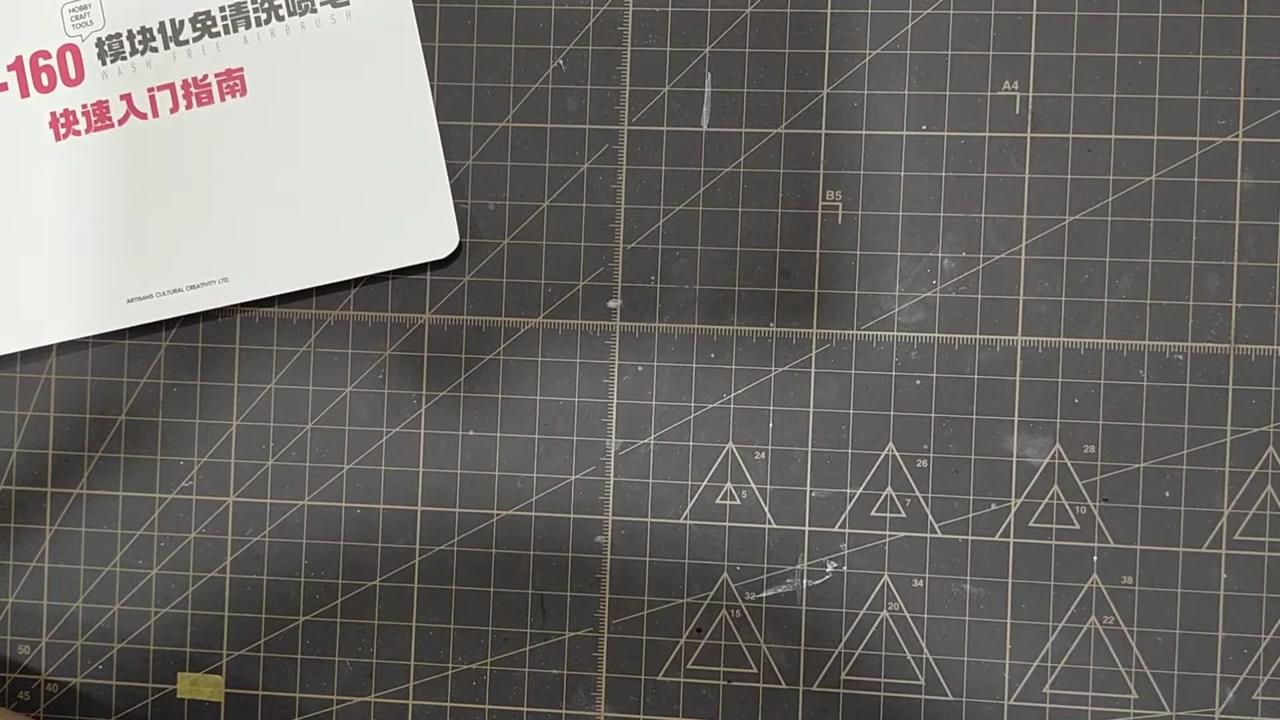 HOBBY
CRAFT
TOOLS
-160 模块化免清洗喷笔
WASH FREE AIRBRUSH
快速入门指南
ARTISANS CULTURAL CREATIVITY LTD.
A4
B5
24
26
28
5
7
10
32
34
38
15
20
22
50
45
40